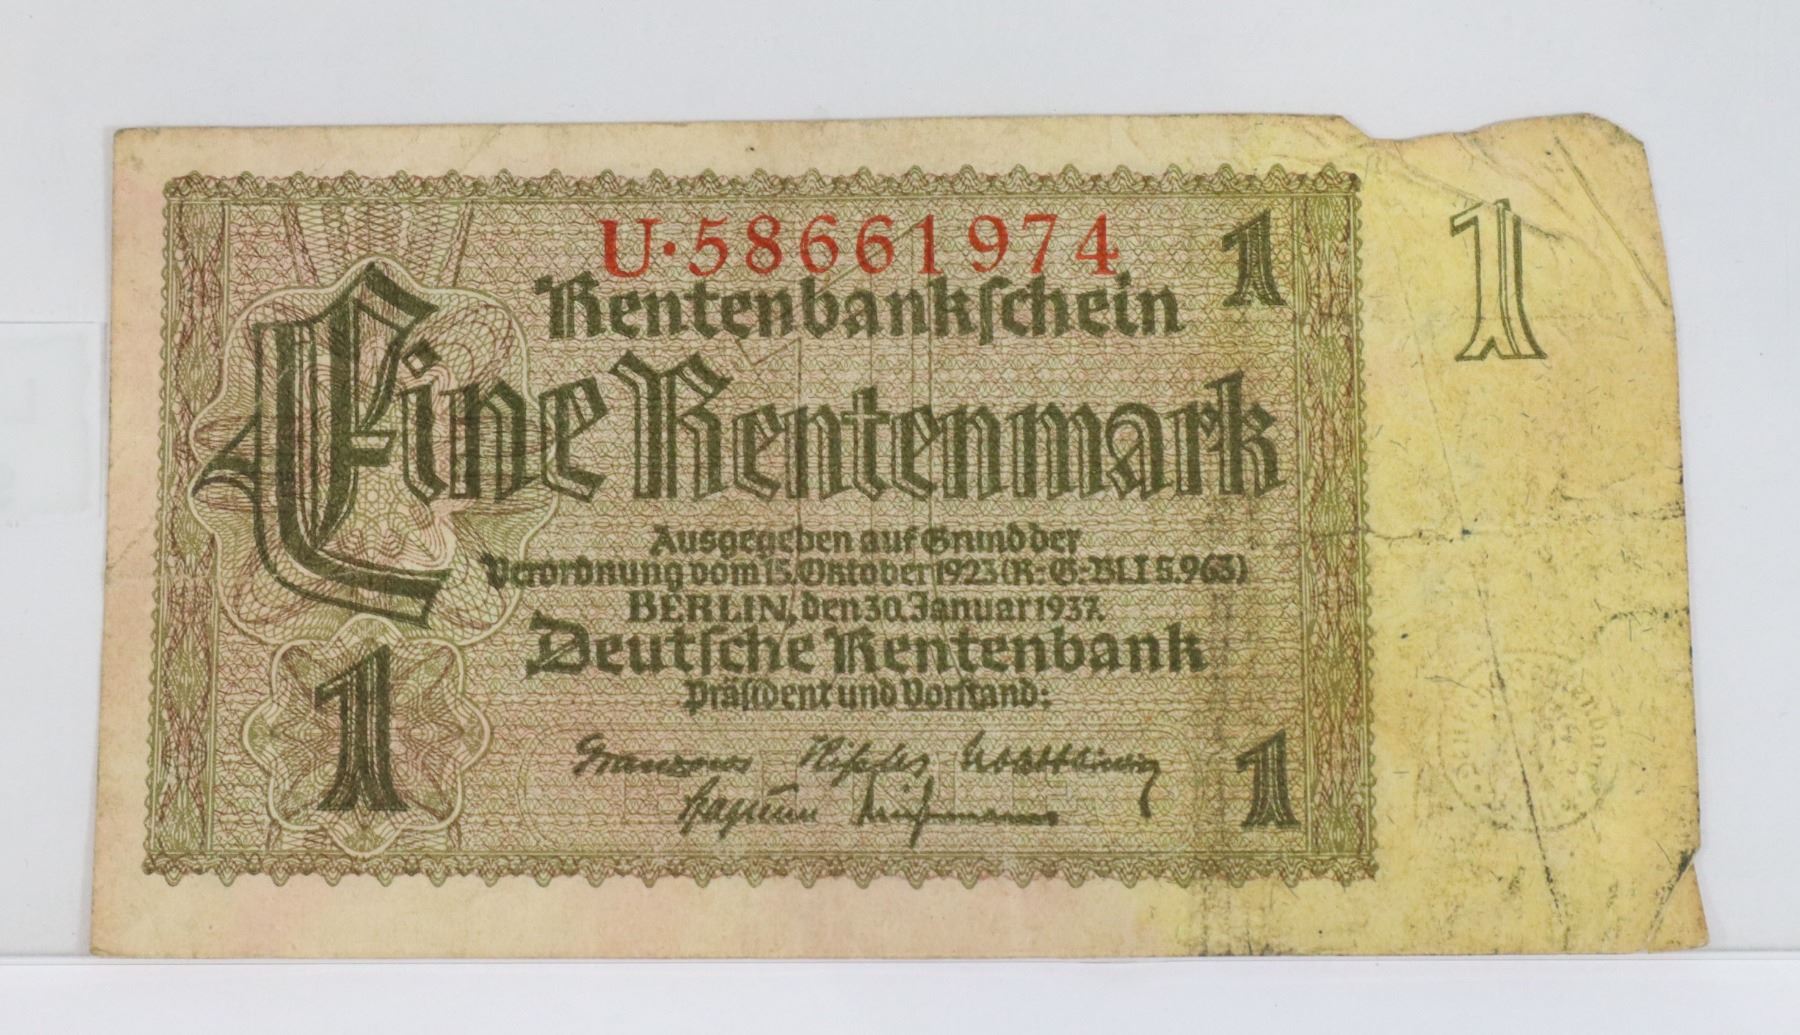 U·58661974
1
1
Rentenbankschein
Eine Rentenmark
Ausgegeben auf Grund der
Verordnung vom 15. Oktober 1923 (R.-G.-Bl. I S. 963)
BERLIN, den 30. Januar 1937.
Deutsche Rentenbank
Präsident und Vorstand:
1
1